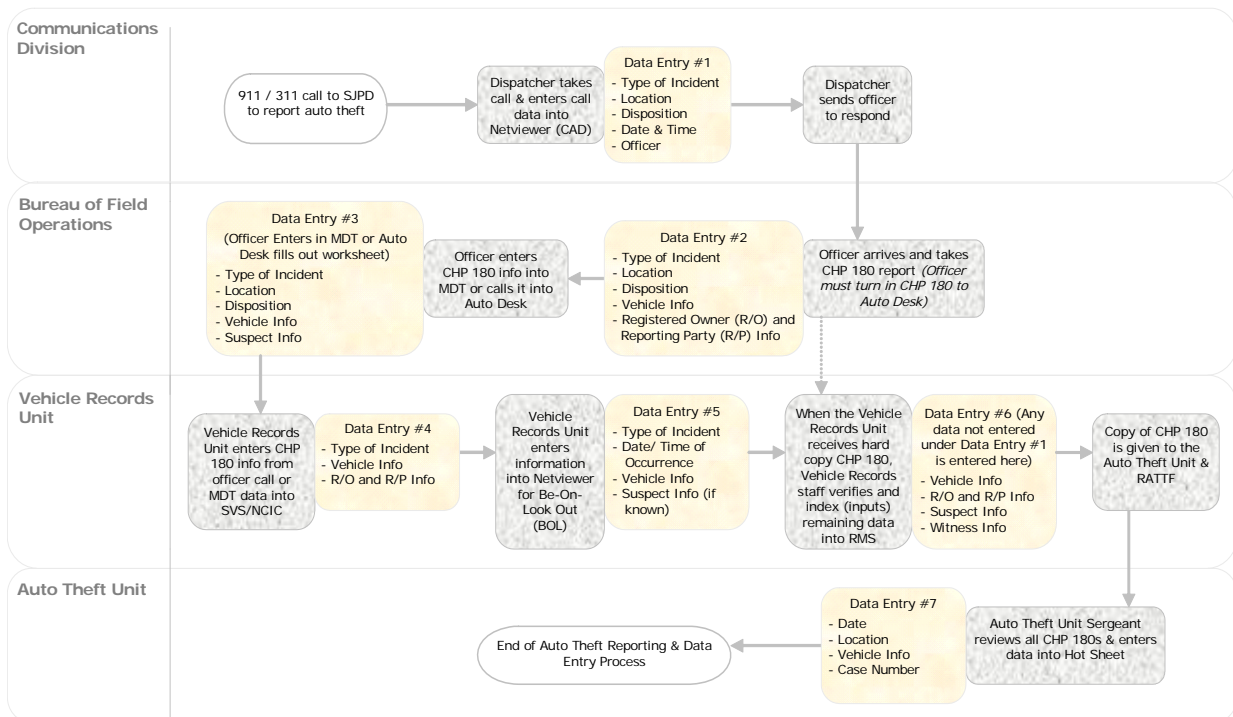 Communications
Division
911 / 311 call to SJPD
to report auto theft
Dispatcher takes
call & enters call
data into
Netviewer (CAD)
Data Entry #1
- Type of Incident
- Location
- Disposition
- Date & Time
- Officer
Dispatcher
sends officer
to respond
Bureau of Field
Operations
Data Entry #3
(Officer Enters in MDT or Auto
Desk fills out worksheet)
- Type of Incident
- Location
- Disposition
- Vehicle Info
- Suspect Info
Officer enters
CHP 180 info into
MDT or calls it into
Auto Desk
Data Entry #2
- Type of Incident
- Location
- Disposition
- Vehicle Info
- Registered Owner (R/O) and
Reporting Party (R/P) Info
Officer arrives and takes
CHP 180 report (Officer
must turn in CHP 180 to
Auto Desk)
Vehicle Records
Unit
Vehicle Records
Unit enters CHP
180 info from
officer call or
MDT data into
SVS/NCIC
Data Entry #4
- Type of Incident
- Vehicle Info
- R/O and R/P Info
Vehicle
Records Unit
enters
information
into Netviewer
for Be-On-
Look Out
(BOL)
Data Entry #5
- Type of Incident
- Date/ Time of
Occurrence
- Vehicle Info
- Suspect Info (if
known)
When the Vehicle
Records Unit
receives hard
copy CHP 180,
Vehicle Records
staff verifies and
index (inputs)
remaining data
into RMS
Data Entry #6 (Any
data not entered
under Data Entry #1
is entered here)
- Vehicle Info
- R/O and R/P Info
- Suspect Info
- Witness Info
Copy of CHP 180
is given to the
Auto Theft Unit &
RATTF
Auto Theft Unit
End of Auto Theft Reporting & Data
Entry Process
Data Entry #7
- Date
- Location
- Vehicle Info
- Case Number
Auto Theft Unit Sergeant
reviews all CHP 180s & enters
data into Hot Sheet